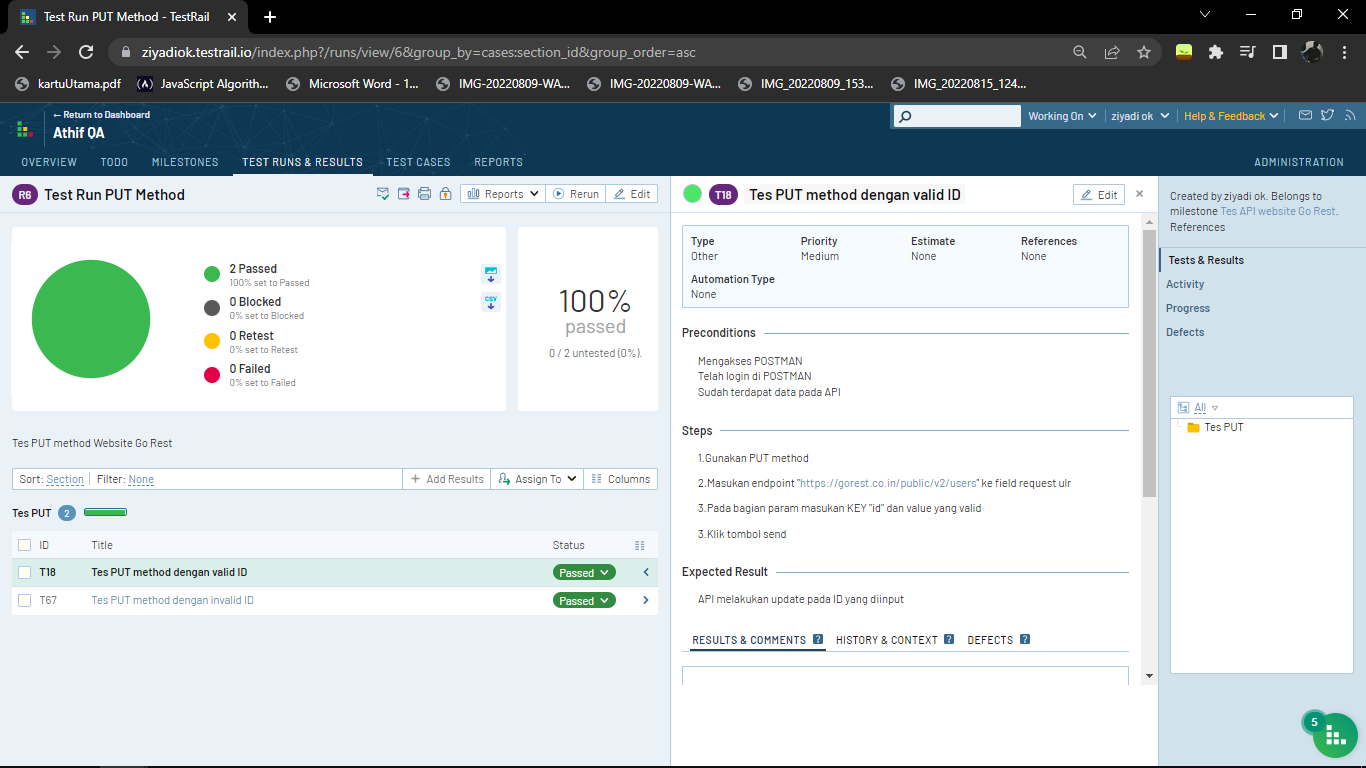 Test Run PUT Method - TestRail
ziyadiok.testrail.io/index.php?/runs/view/6&group_by=cases:section_id&group_order=asc
kartuUtama.pdf
JavaScript Algorith...
Microsoft Word - 1...
IMG-20220809-WA...
IMG-20220809-WA...
IMG_20220809_153...
IMG_20220815_124...
← Return to Dashboard
Athif QA
Working On
ziyadi ok
Help & Feedback
OVERVIEW
TODO
MILESTONES
TEST RUNS & RESULTS
TEST CASES
REPORTS
ADMINISTRATION
R6
Test Run PUT Method
Reports
Rerun
Edit
2 Passed
100% set to Passed
0 Blocked
0% set to Blocked
0 Retest
0% set to Retest
0 Failed
0% set to Failed
CSV
100%
passed
0 / 2 untested (0%).
Tes PUT method Website Go Rest
Sort: Section
Filter: None
+ Add Results
Assign To
Columns
Tes PUT 2
ID Title Status
T18 Tes PUT method dengan valid ID Passed
T67 Tes PUT method dengan invalid ID Passed
T18
Tes PUT method dengan valid ID
Edit
×
Type Priority Estimate References
Other Medium None None
Automation Type
None
Preconditions
Mengakses POSTMAN
Telah login di POSTMAN
Sudah terdapat data pada API
Steps
1.Gunakan PUT method
2.Masukan endpoint "https://gorest.co.in/public/v2/users" ke field request ulr
3.Pada bagian param masukan KEY "id" dan value yang valid
3.Klik tombol send
Expected Result
API melakukan update pada ID yang diinput
RESULTS & COMMENTS ?
HISTORY & CONTEXT ?
DEFECTS ?
Created by ziyadi ok. Belongs to
milestone Tes API website Go Rest.
References
Tests & Results
Activity
Progress
Defects
All
Tes PUT
5